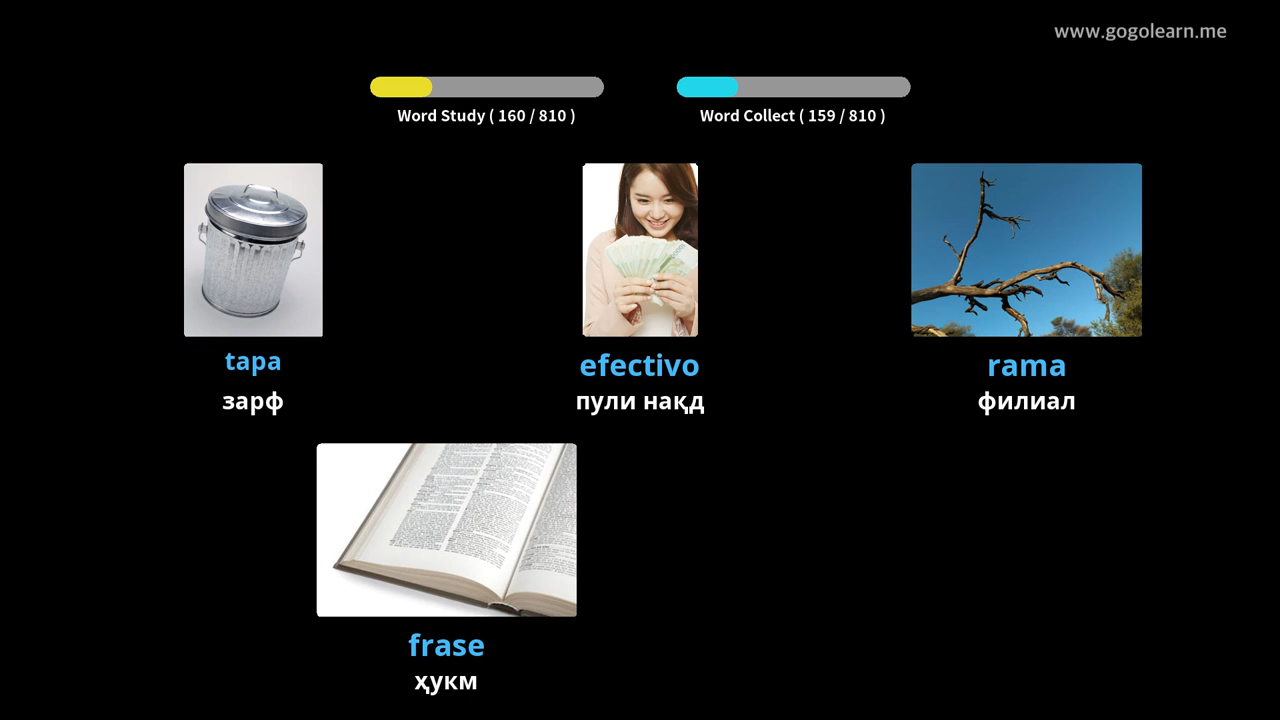 www.gogolearn.me
Word Study ( 160 / 810 )
Word Collect ( 159 / 810 )
tapa
зарф
efectivo
пули нақд
rama
филиал
frase
ҳукм